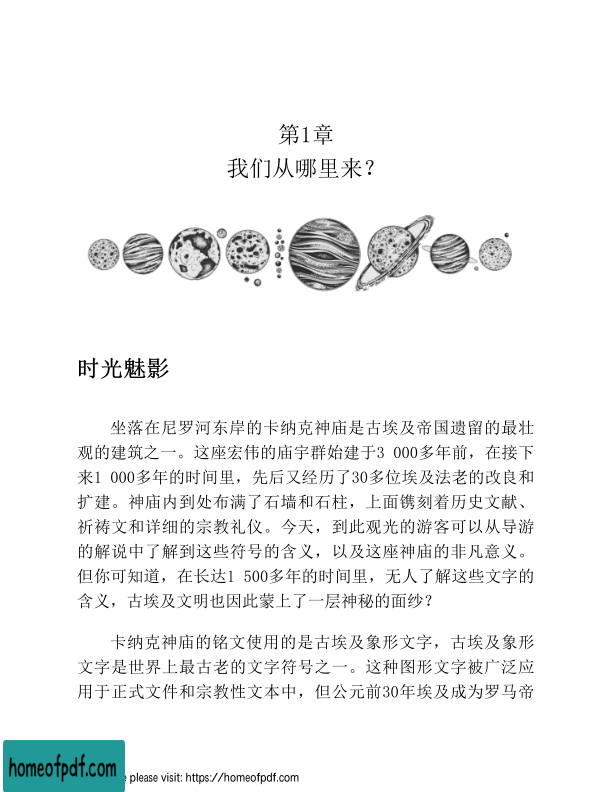 第1章
我们从哪里来？
时光魅影
坐落在尼罗河东岸的卡纳克神庙是古埃及帝国遗留的最壮
观的建筑之一。这座宏伟的庙宇群始建于3 000多年前，在接下
来1 000多年的时间里，先后又经历了30多位埃及法老的改良和
扩建。神庙内到处布满了石墙和石柱，上面镌刻着历史文献、
祈祷文和详细的宗教礼仪。今天，到此观光的游客可以从导游
的解说中了解到这些符号的含义，以及这座神庙的非凡意义。
但你可知道，在长达1 500多年的时间里，无人了解这些文字的
含义，古埃及文明也因此蒙上了一层神秘的面纱？
卡纳克神庙的铭文使用的是古埃及象形文字，古埃及象形
文字是世界上最古老的文字符号之一。这种图形文字被广泛应
用于正式文件和宗教性文本中，但公元前30年埃及成为罗马帝
homeofpdf.com
please visit: https://homeofpdf.com